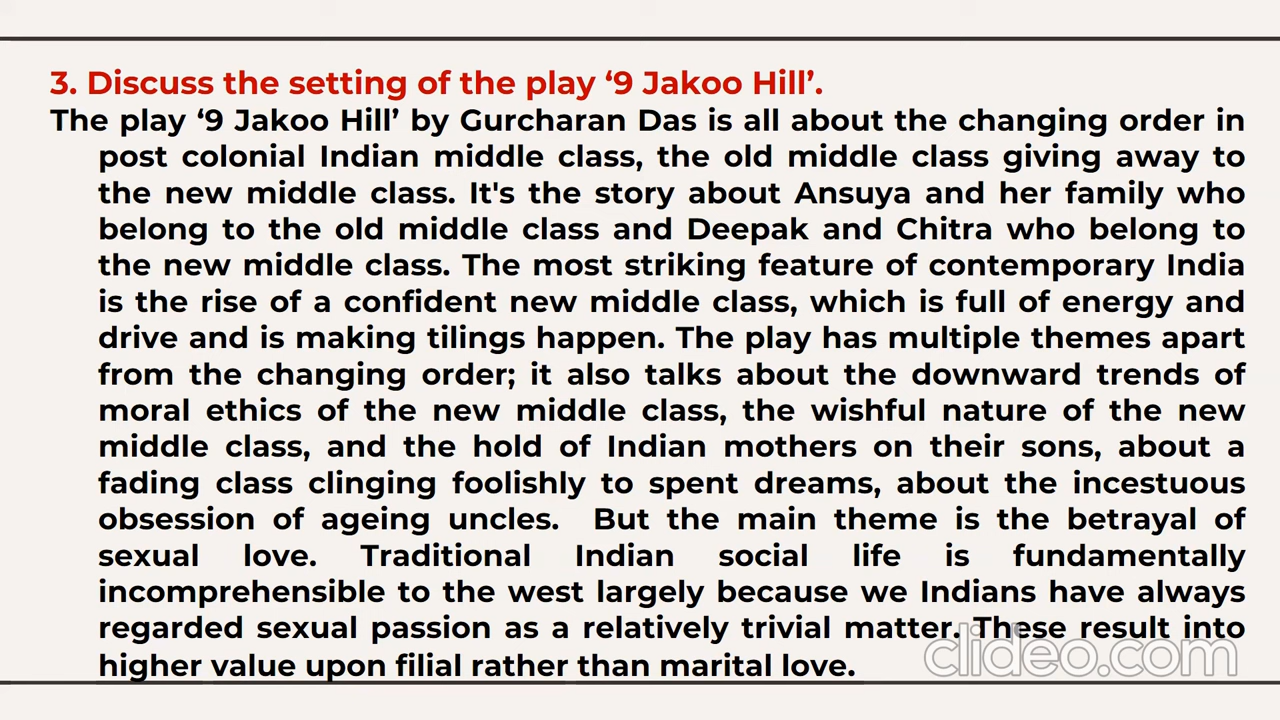 3. Discuss the setting of the play ‘9 Jakoo Hill’.
The play ‘9 Jakoo Hill’ by Gurcharan Das is all about the changing order in
post colonial Indian middle class, the old middle class giving away to
the new middle class. It's the story about Ansuya and her family who
belong to the old middle class and Deepak and Chitra who belong to
the new middle class. The most striking feature of contemporary India
is the rise of a confident new middle class, which is full of energy and
drive and is making tilings happen. The play has multiple themes apart
from the changing order; it also talks about the downward trends of
moral ethics of the new middle class, the wishful nature of the new
middle class, and the hold of Indian mothers on their sons, about a
fading class clinging foolishly to spent dreams, about the incestuous
obsession of ageing uncles. But the main theme is the betrayal of
sexual love. Traditional Indian social life is fundamentally
incomprehensible to the west largely because we Indians have always
regarded sexual passion as a relatively trivial matter. These result into
higher value upon filial rather than marital love.
clideo.com